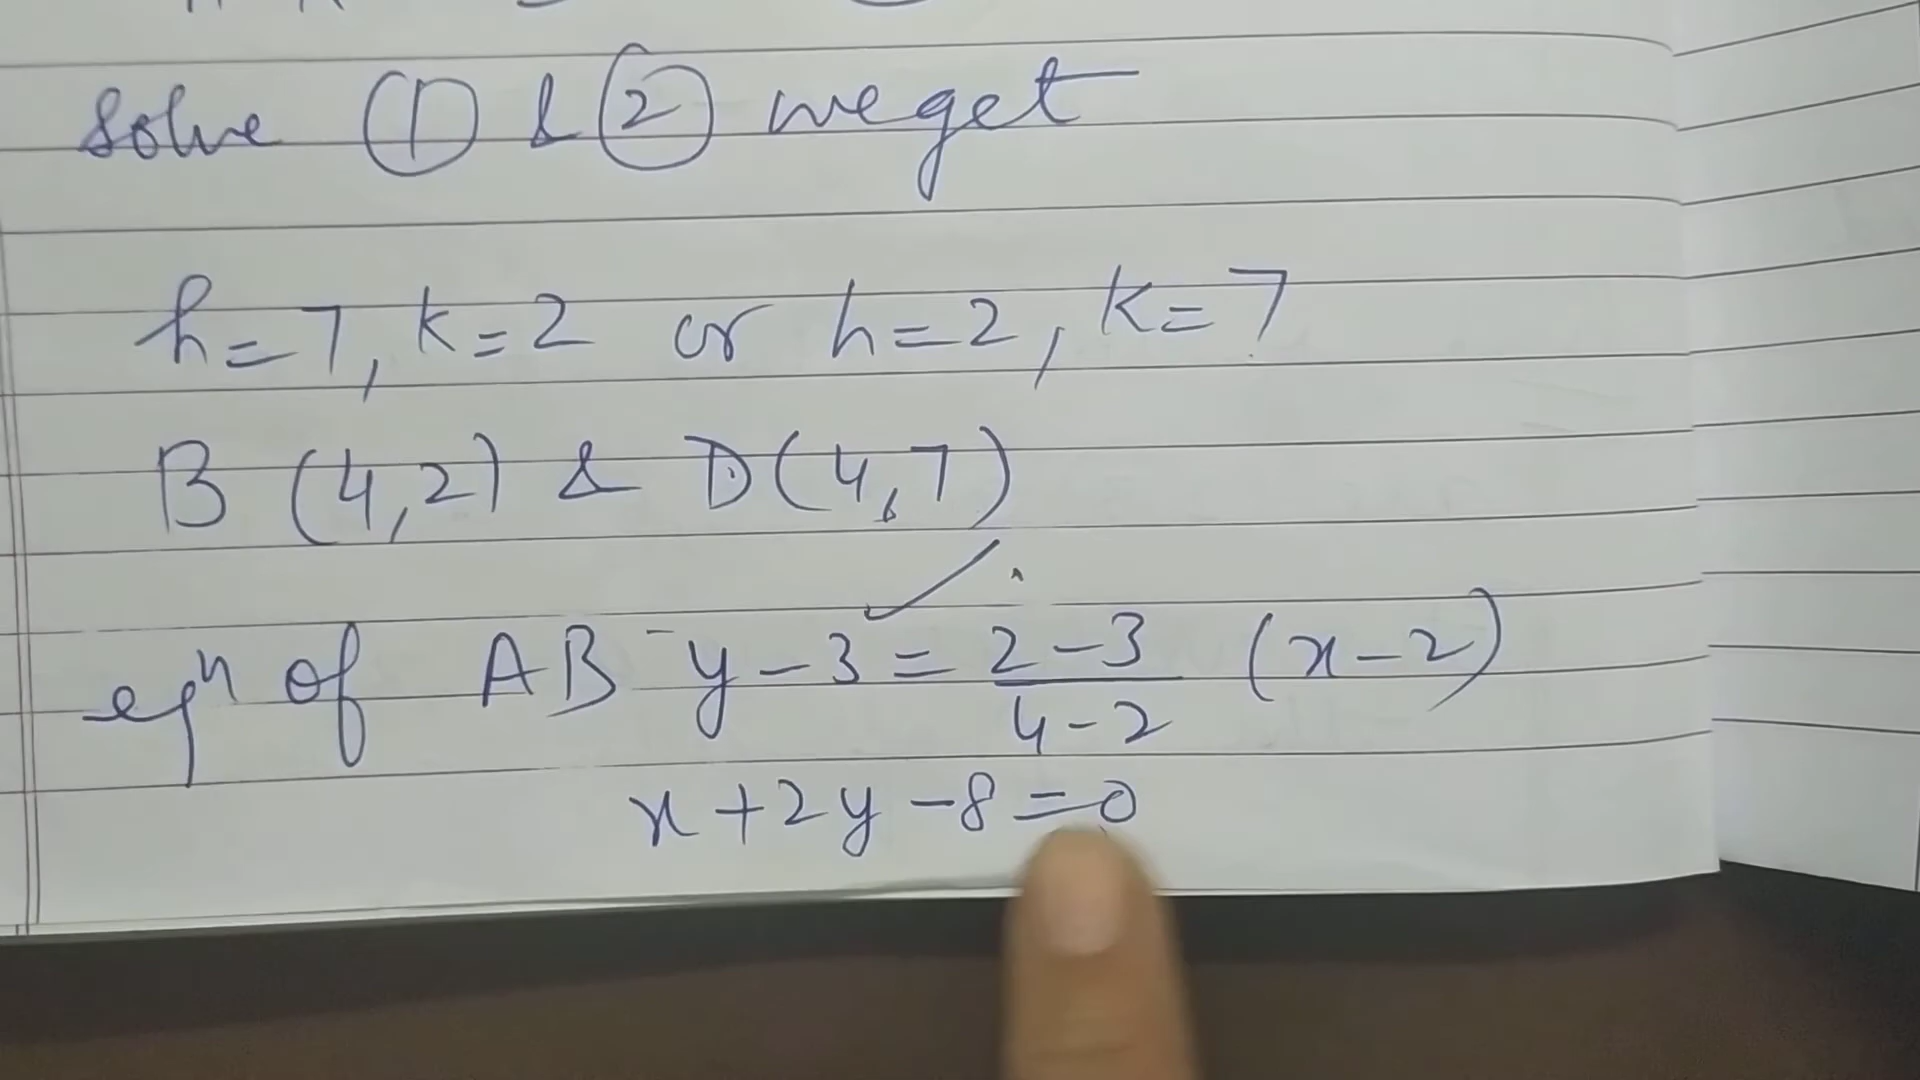 Solve ① & ② we get
h=7, k=2 or h=2, k=7
B (4,2) & D(4,7)
eqⁿ of AB y-3 = \frac{2-3}{4-2} (x-2)
x+2y-8=0